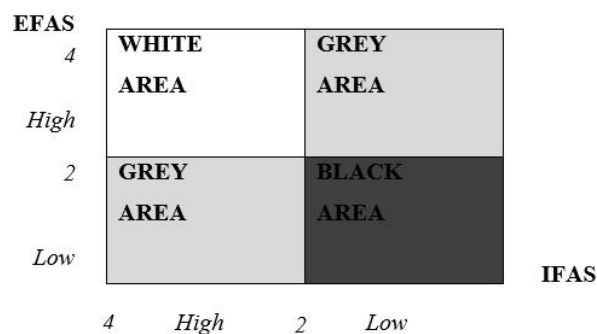 EFAS
4
WHITE
AREA
GREY
AREA
High
2
GREY
AREA
BLACK
AREA
Low
IFAS
4
High
2
Low